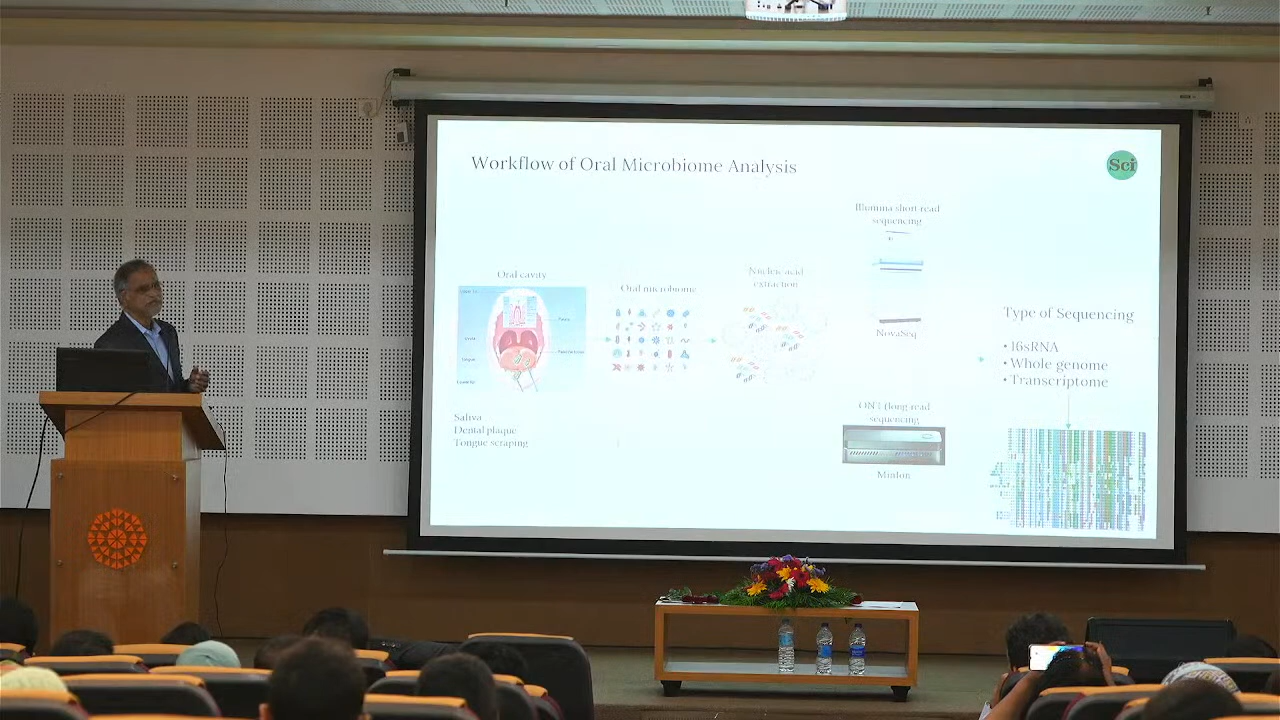 Workflow of Oral Microbiome Analysis
Sci
Illumina short read
sequencing
Oral cavity
Oral microbiome
Nucleic acid
extraction
NovaSeq
Type of Sequencing
• 16sRNA
• Whole genome
• Transcriptome
Saliva
Dental plaque
Tongue scraping
ONT (long read
sequencing
MinIon